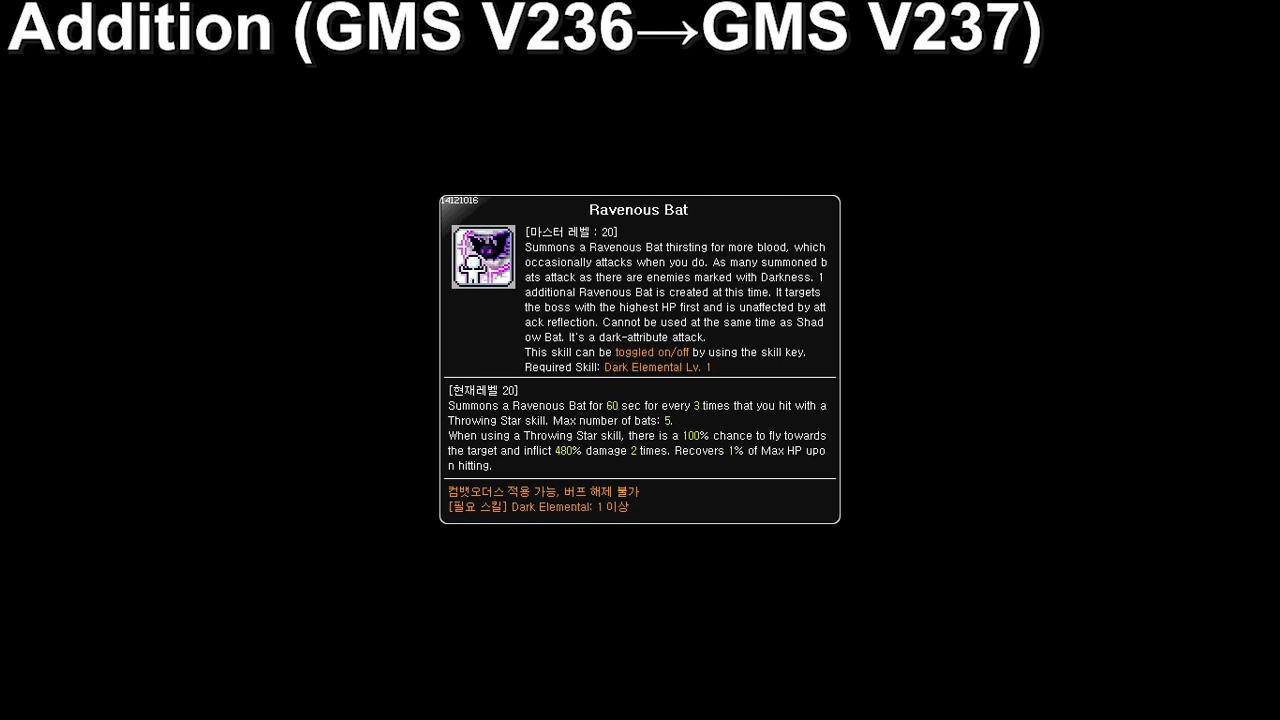 Addition (GMS V236→GMS V237)
14121016
Ravenous Bat
[마스터 레벨 : 20]
Summons a Ravenous Bat thirsting for more blood, which
occasionally attacks when you do. As many summoned b
ats attack as there are enemies marked with Darkness. 1
additional Ravenous Bat is created at this time. It targets
the boss with the highest HP first and is unaffected by att
ack reflection. Cannot be used at the same time as Shad
ow Bat. It's a dark-attribute attack.
This skill can be toggled on/off by using the skill key.
Required Skill: Dark Elemental Lv. 1
[현재레벨 20]
Summons a Ravenous Bat for 60 sec for every 3 times that you hit with a
Throwing Star skill. Max number of bats: 5.
When using a Throwing Star skill, there is a 100% chance to fly towards
the target and inflict 480% damage 2 times. Recovers 1% of Max HP upo
n hitting.
컴뱃오더스 적용 가능, 버프 해제 불가
[필요 스킬] Dark Elemental: 1 이상